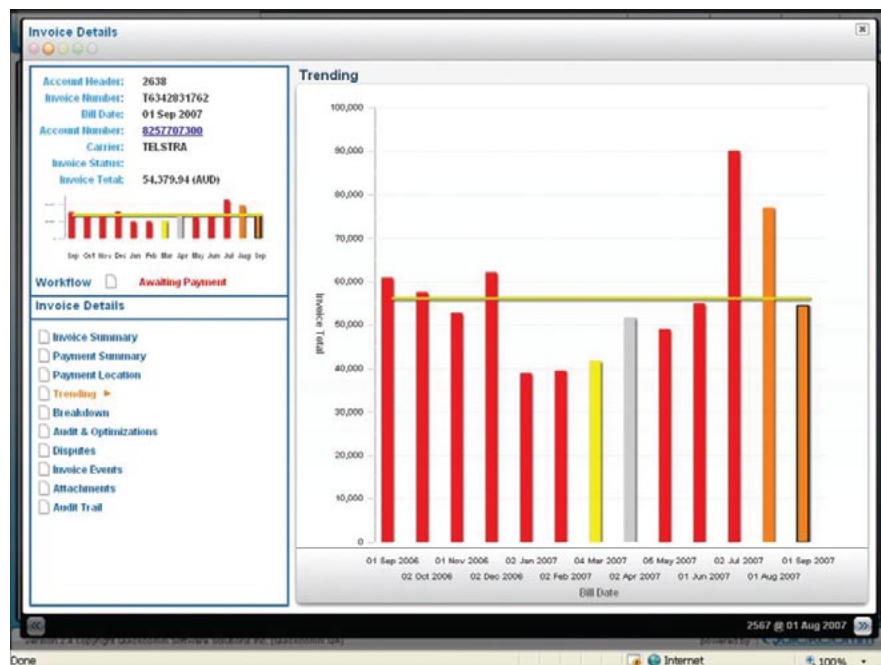 Invoice Details
Account Header: 2638
Invoice Number: T6342831762
Bill Date: 01 Sep 2007
Account Number: 8257707300
Carrier: TELSTRA
Invoice Status:
Invoice Total: 54,379.94 (AUD)
Sep Oct Nov Dec Jan Feb Mar Apr May Jun Jul Aug Sep
Workflow Awaiting Payment
Invoice Details
Invoice Summary
Payment Summary
Payment Location
Trending
Breakdown
Audit & Optimizations
Disputes
Invoice Events
Attachments
Audit Trail
Trending
100,000
90,000
80,000
70,000
60,000
50,000
40,000
30,000
20,000
10,000
0
Invoice Total
01 Sep 2006 01 Nov 2006 02 Jan 2007 04 Mar 2007 05 May 2007 02 Jul 2007 01 Sep 2007
02 Oct 2006 02 Dec 2006 02 Feb 2007 02 Apr 2007 01 Jun 2007 01 Aug 2007
Bill Date
2567 @ 01 Aug 2007
Done Internet 100%